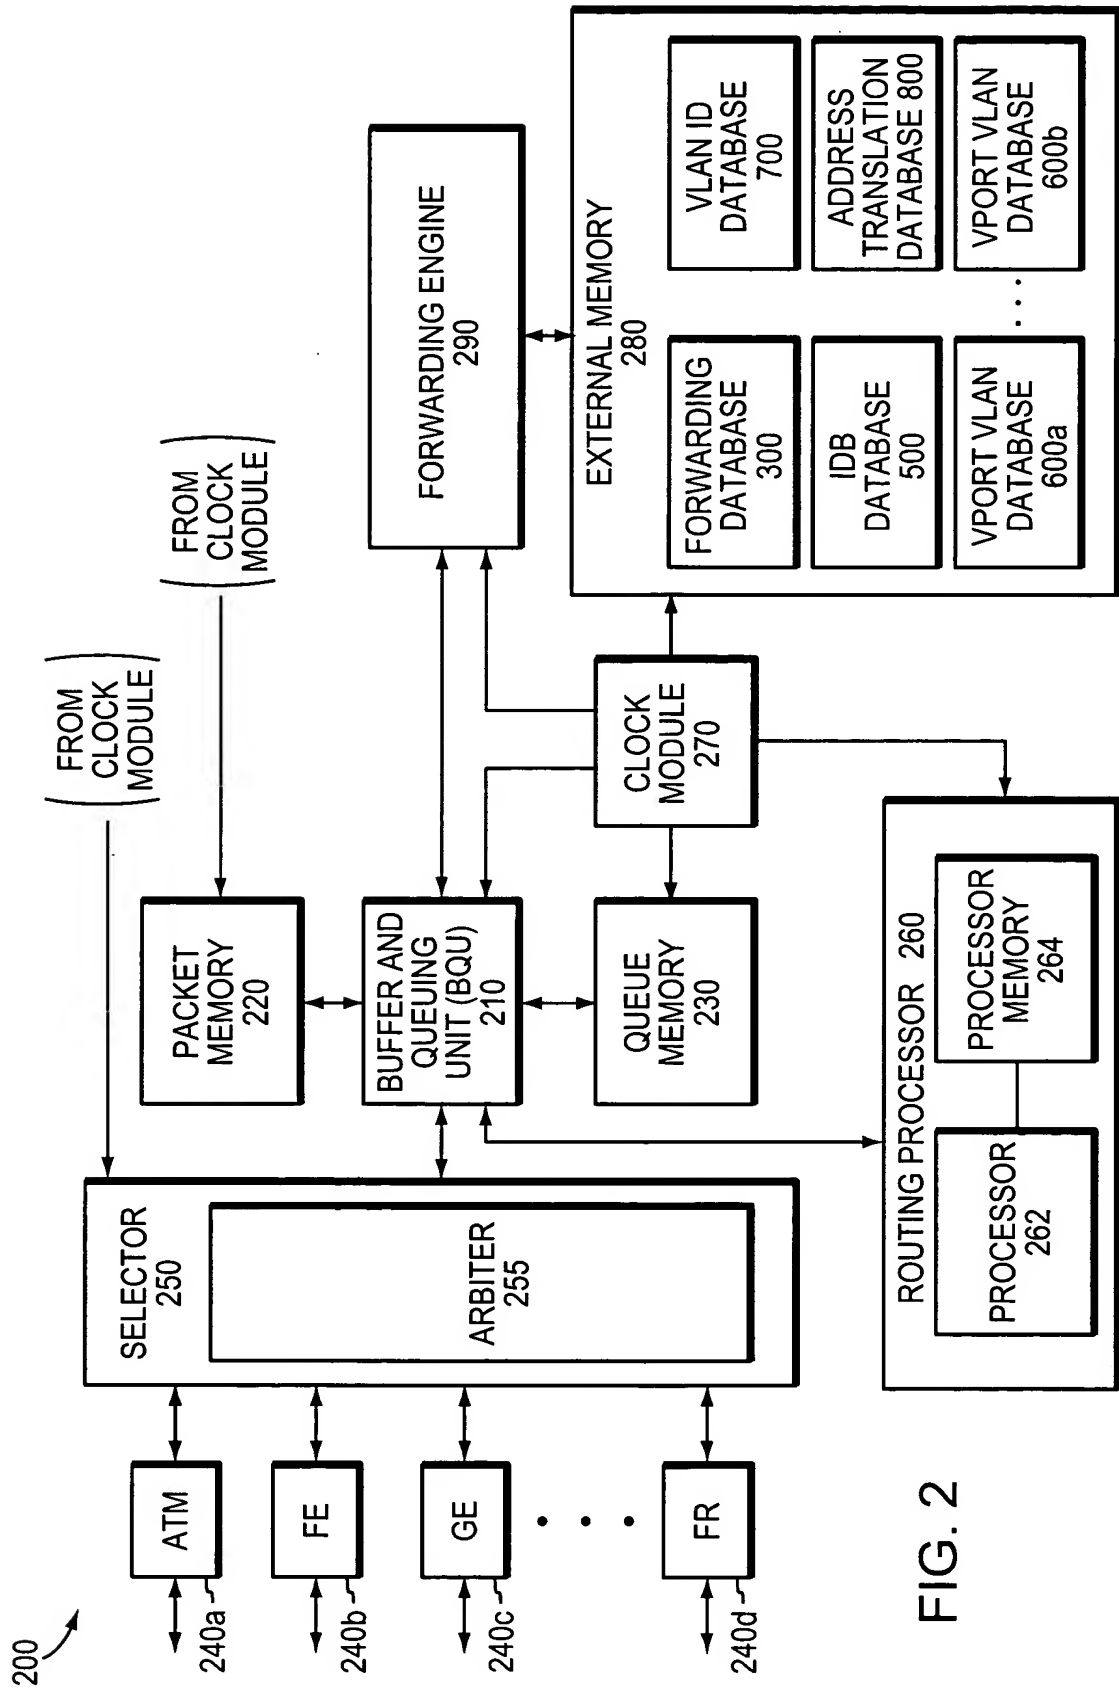 200
240a
ATM
240b
FE
240c
GE
240d
FR
SELECTOR
250
ARBITER
255
(FROM
CLOCK
MODULE)
(FROM
CLOCK
MODULE)
PACKET
MEMORY
220
BUFFER AND
QUEUING
UNIT (BQU)
210
QUEUE
MEMORY
230
CLOCK
MODULE
270
FORWARDING ENGINE
290
EXTERNAL MEMORY
280
FORWARDING
DATABASE
300
VLAN ID
DATABASE
700
IDB
DATABASE
500
ADDRESS
TRANSLATION
DATABASE 800
VPORT VLAN
DATABASE
600a
. . .
VPORT VLAN
DATABASE
600b
ROUTING PROCESSOR 260
PROCESSOR
262
PROCESSOR
MEMORY
264
FIG. 2